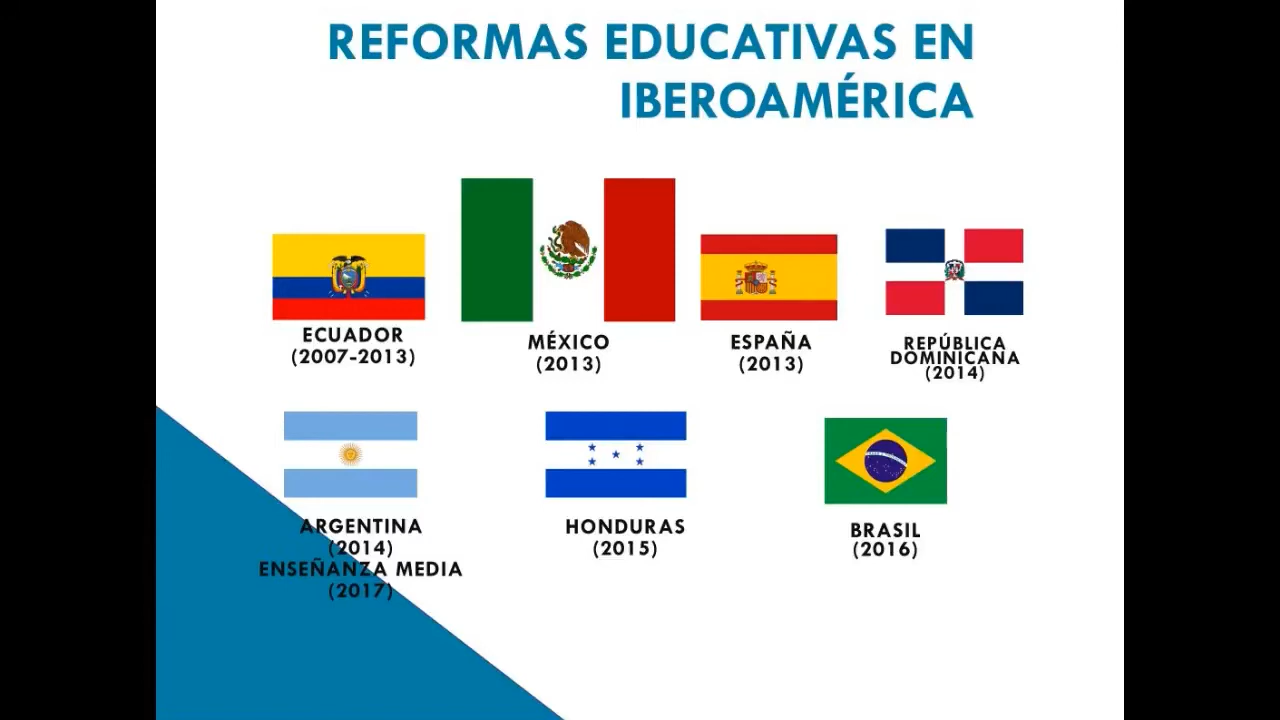 REFORMAS EDUCATIVAS EN
IBEROAMÉRICA
ECUADOR
(2007-2013)
MÉXICO
(2013)
ESPAÑA
(2013)
REPÚBLICA
DOMINICANA
(2014)
ARGENTINA
(2014)
ENSEÑANZA MEDIA
(2017)
HONDURAS
(2015)
BRASIL
(2016)